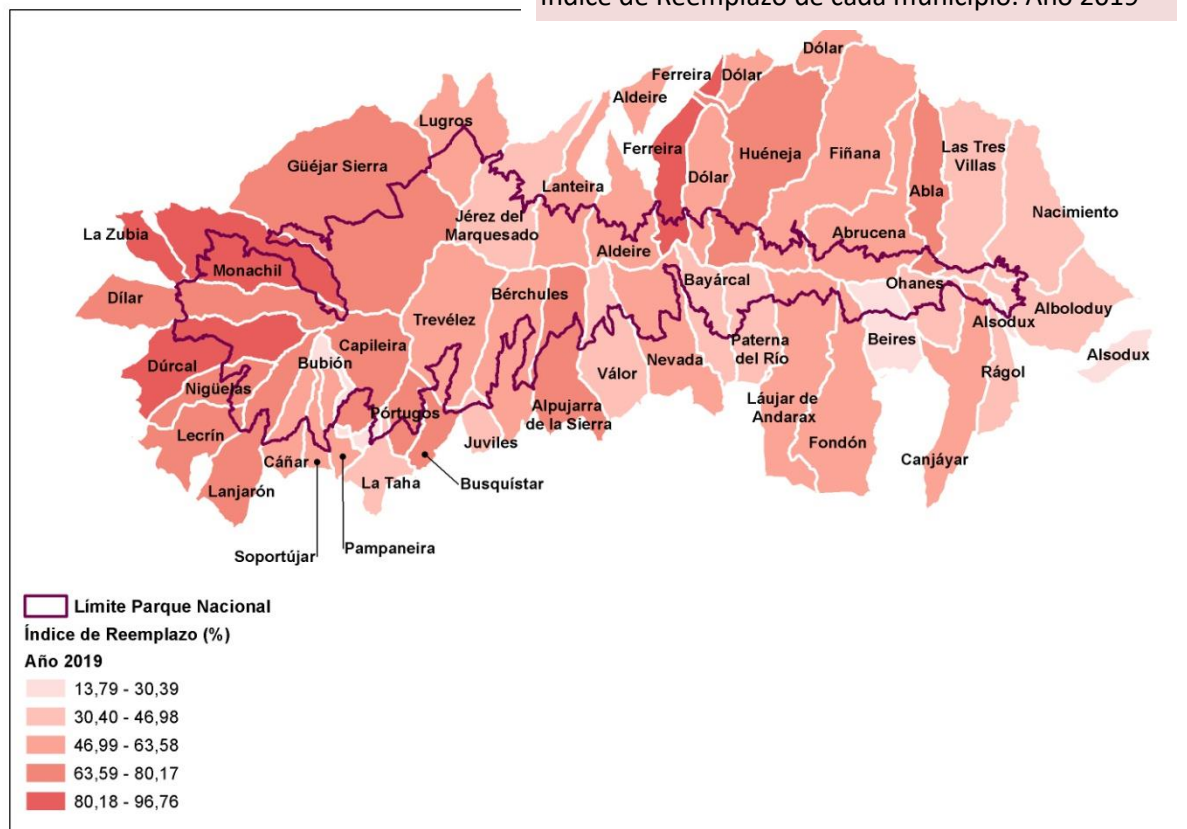 Índice de Reemplazo de cada municipio. Año 2019
Dólar
Ferreira
Dólar
Aldeire
Lugros
Güéjar Sierra
Ferreira
Huéneja
Fiñana
Las Tres
Villas
Lanteira
Dólar
Abla
Jérez del
Marquesado
Nacimiento
La Zubia
Aldeire
Abrucena
Monachil
Bayárcal
Ohanes
Dílar
Bérchules
Trevélez
Alboloduy
Alsodux
Capileira
Beires
Dúrcal
Bubión
Nevada
Paterna
del Río
Alsodux
Válor
Rágol
Nigüelas
Pórtugos
Alpujarra
de la Sierra
Láujar de
Andarax
Lecrín
Juviles
Fondón
Cáñar
Canjáyar
La Taha
Busquístar
Lanjarón
Soportújar
Pampaneira
Límite Parque Nacional
Índice de Reemplazo (%)
Año 2019
13,79 - 30,39
30,40 - 46,98
46,99 - 63,58
63,59 - 80,17
80,18 - 96,76